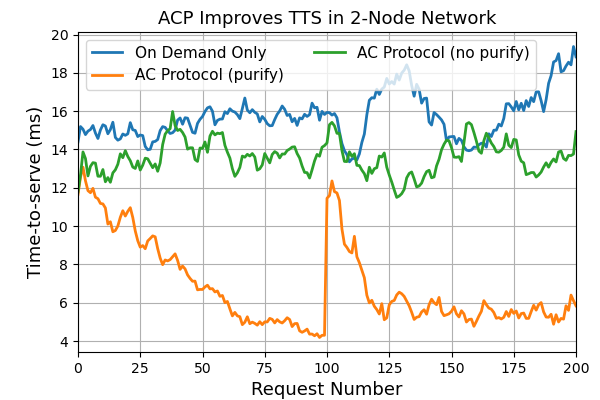 ACP Improves TTS in 2-Node Network
On Demand Only
AC Protocol (purify)
AC Protocol (no purify)
Time-to-serve (ms)
20
18
16
14
12
10
8
6
4
0 25 50 75 100 125 150 175 200
Request Number